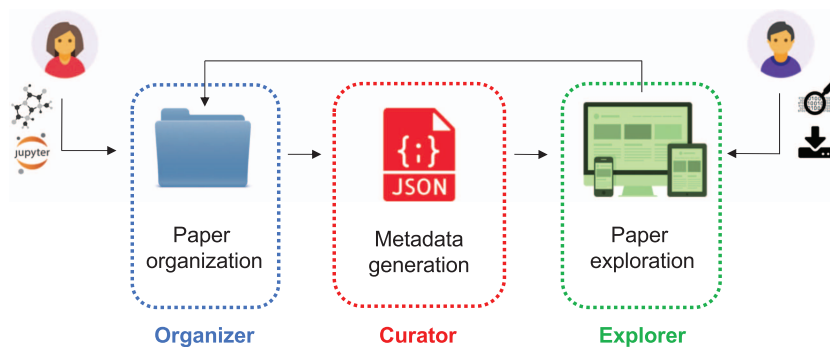 jupyter
{;}
JSON
Paper
organization
Metadata
generation
Paper
exploration
Organizer
Curator
Explorer